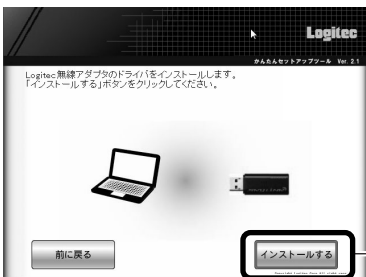 Logitec
かんたんセットアップツール Ver. 2.1
Logitec無線アダプタのドライバをインストールします。
「インストールする」ボタンをクリックしてください。
前に戻る
インストールする